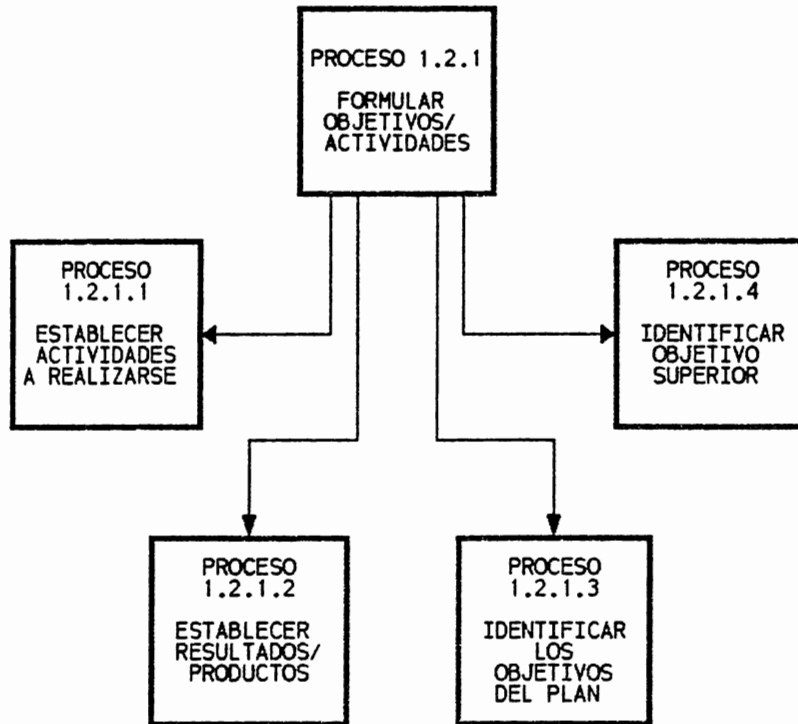 PROCESO 1.2.1
FORMULAR
OBJETIVOS/
ACTIVIDADES
PROCESO
1.2.1.1
ESTABLECER
ACTIVIDADES
A REALIZARSE
PROCESO
1.2.1.4
IDENTIFICAR
OBJETIVO
SUPERIOR
PROCESO
1.2.1.2
ESTABLECER
RESULTADOS/
PRODUCTOS
PROCESO
1.2.1.3
IDENTIFICAR
LOS
OBJETIVOS
DEL PLAN